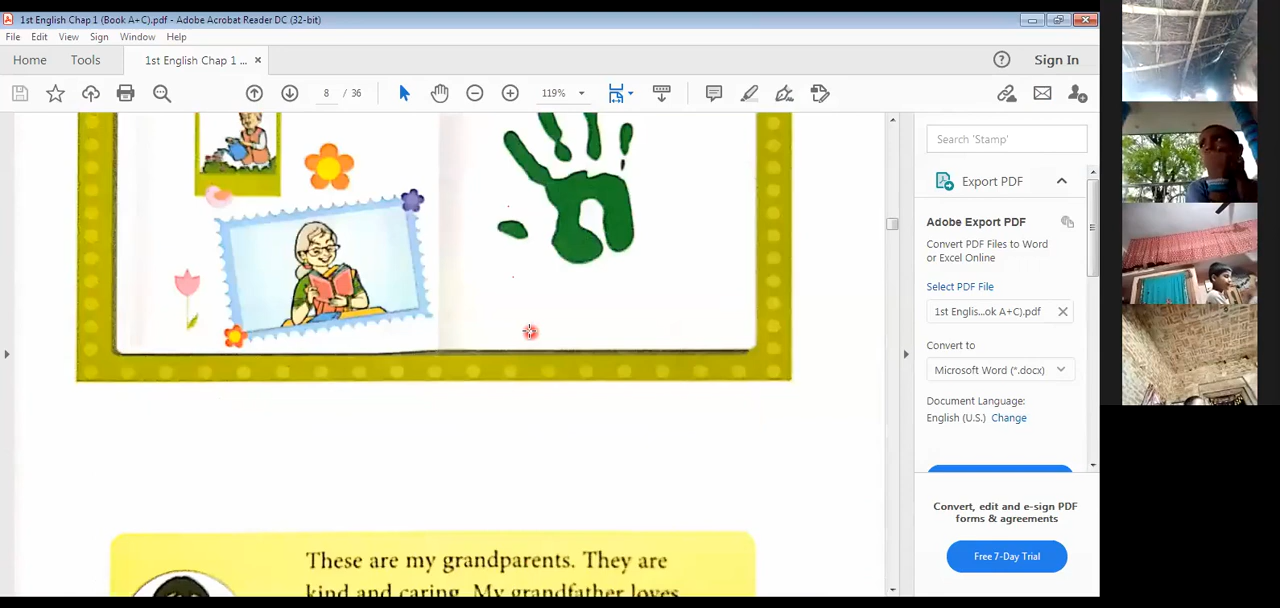 1st English Chap 1 (Book A+C).pdf - Adobe Acrobat Reader DC (32-bit)
File Edit View Sign Window Help
Home Tools 1st English Chap 1 ... × Sign In
8 / 36 119%
Search 'Stamp'
Export PDF
Adobe Export PDF
Convert PDF Files to Word
or Excel Online
Select PDF File
1st Englis...ok A+C).pdf
Convert to
Microsoft Word (*.docx)
Document Language:
English (U.S.) Change
Convert, edit and e-sign PDF
forms & agreements
Free 7-Day Trial
These are my grandparents. They are
kind and caring. My grandfather loves